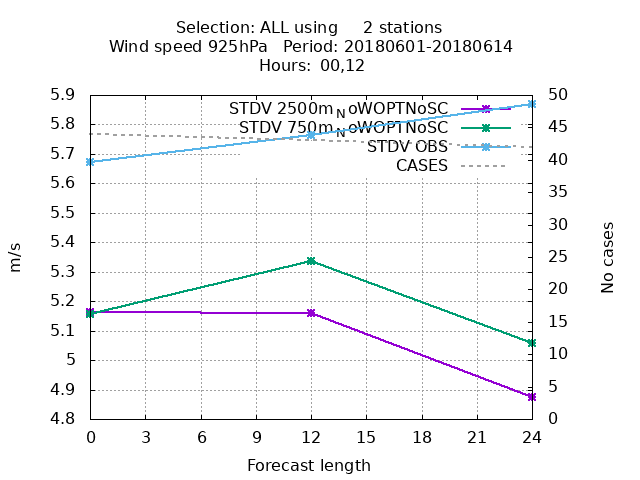 Selection: ALL using 2 stations
Wind speed 925hPa Period: 20180601-20180614
Hours: 00,12
STDV 2500m_NoWOPTNoSC
STDV 750m_NoWOPTNoSC
STDV OBS
CASES
5.9
5.8
5.7
5.6
5.5
5.4
5.3
5.2
5.1
5
4.9
4.8
m/s
50
45
40
35
30
25
20
15
10
5
0
No cases
0 3 6 9 12 15 18 21 24
Forecast length